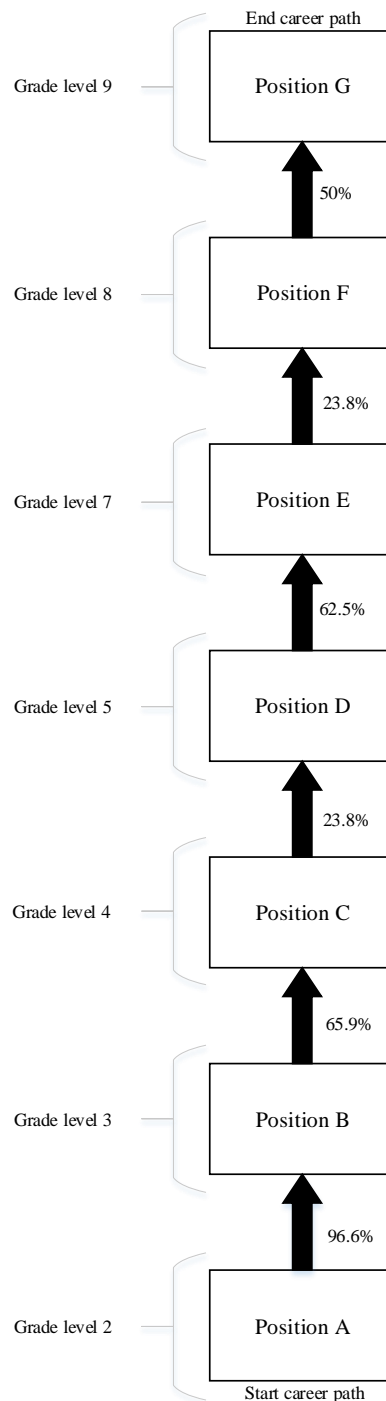 End career path
Grade level 9
Position G
50%
Grade level 8
Position F
23.8%
Grade level 7
Position E
62.5%
Grade level 5
Position D
23.8%
Grade level 4
Position C
65.9%
Grade level 3
Position B
96.6%
Grade level 2
Position A
Start career path